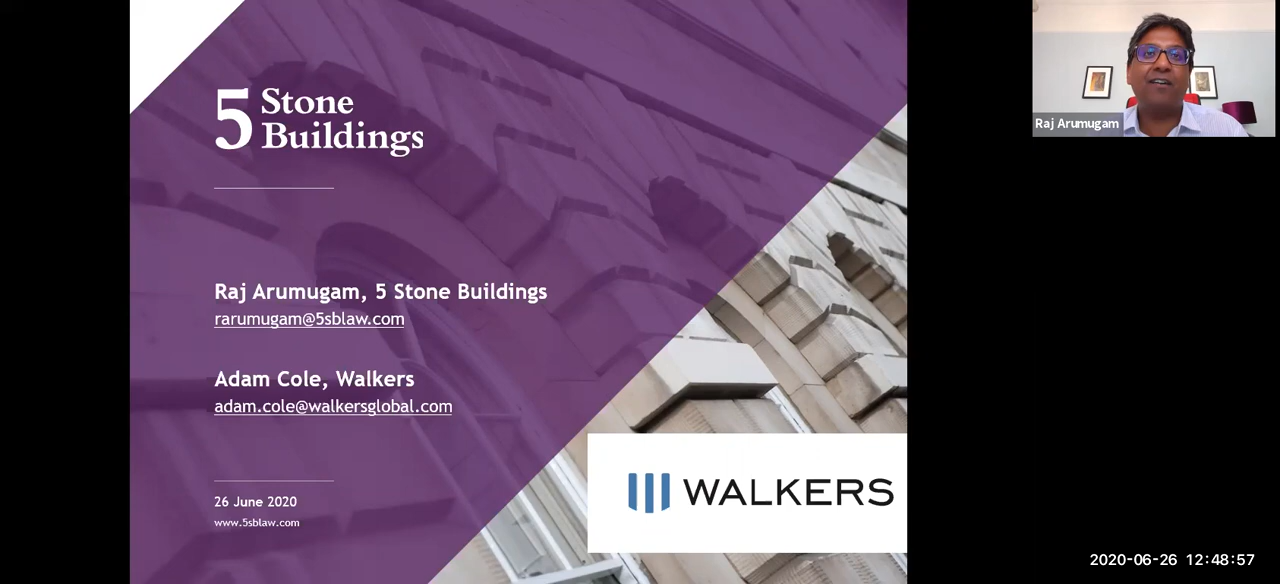 5 Stone
Buildings
Raj Arumugam, 5 Stone Buildings
rarumugam@5sblaw.com
Adam Cole, Walkers
adam.cole@walkersglobal.com
26 June 2020
www.5sblaw.com
WALKERS
Raj Arumugam
2020-06-26 12:48:57